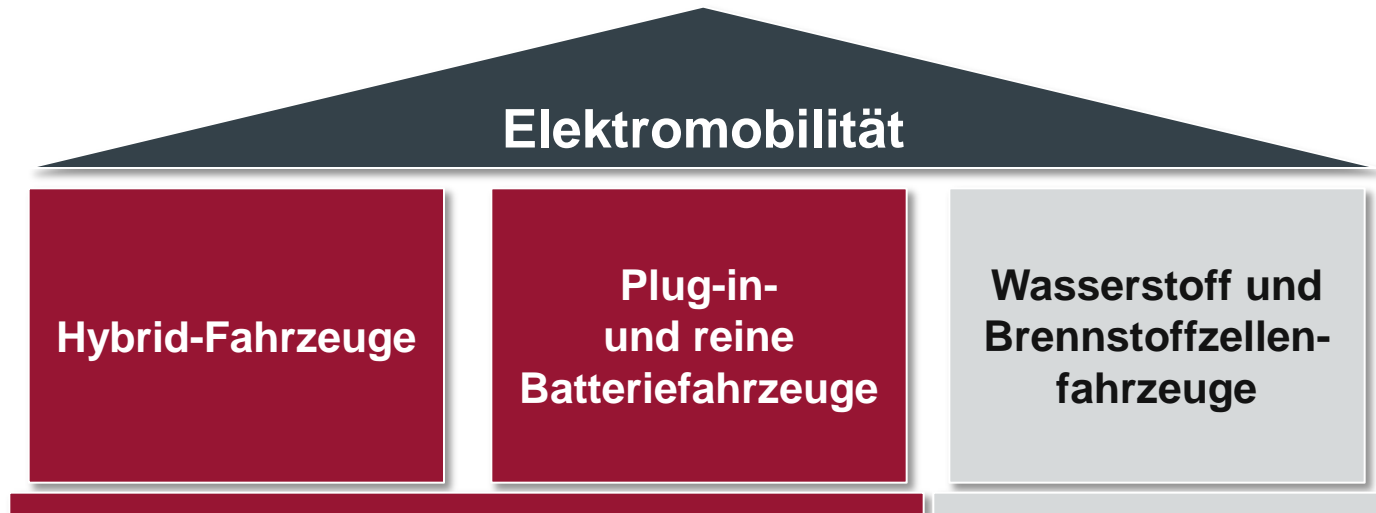 Elektromobilität
Hybrid-Fahrzeuge
Plug-in-
und reine
Batteriefahrzeuge
Wasserstoff und
Brennstoffzellen-
fahrzeuge